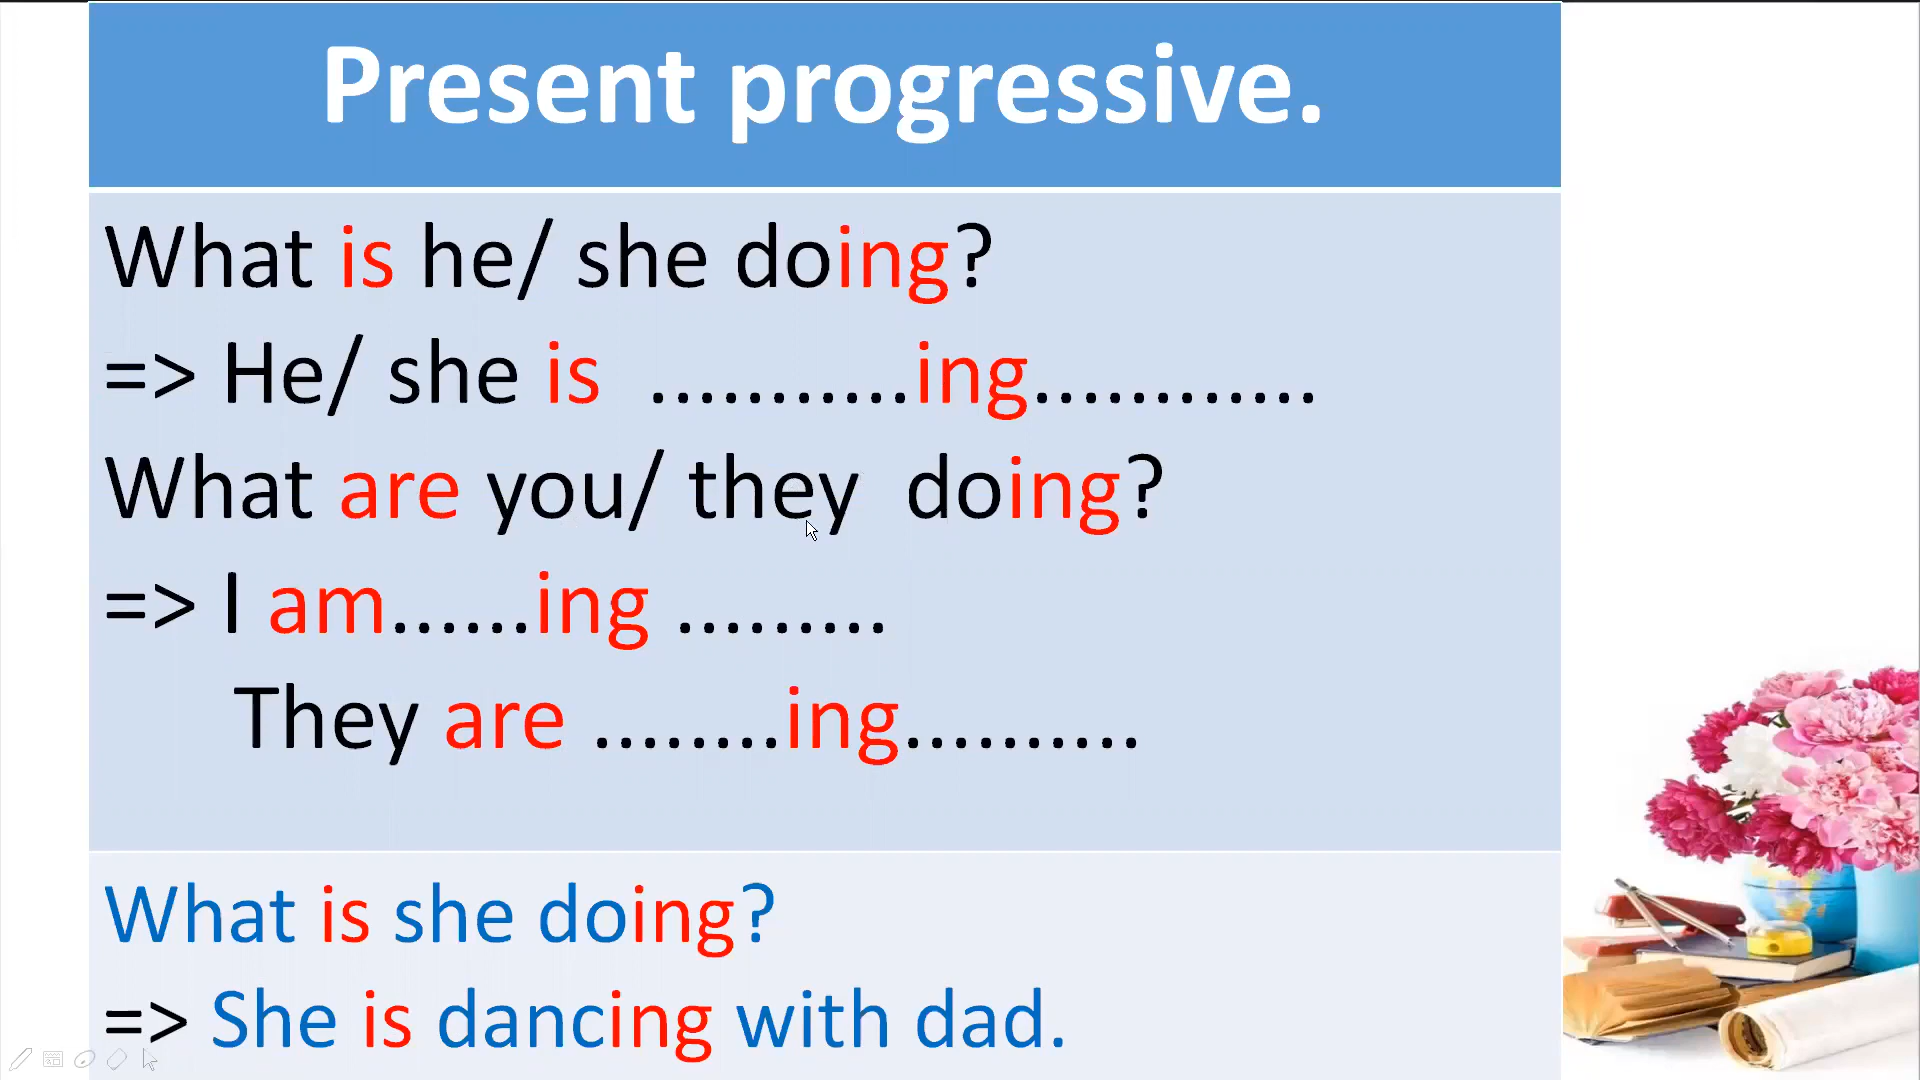 Present progressive.
What is he/ she doing?
=> He/ she is ...........ing............
What are you/ they doing?
=> I am......ing .........
They are ........ing..........
What is she doing?
=> She is dancing with dad.